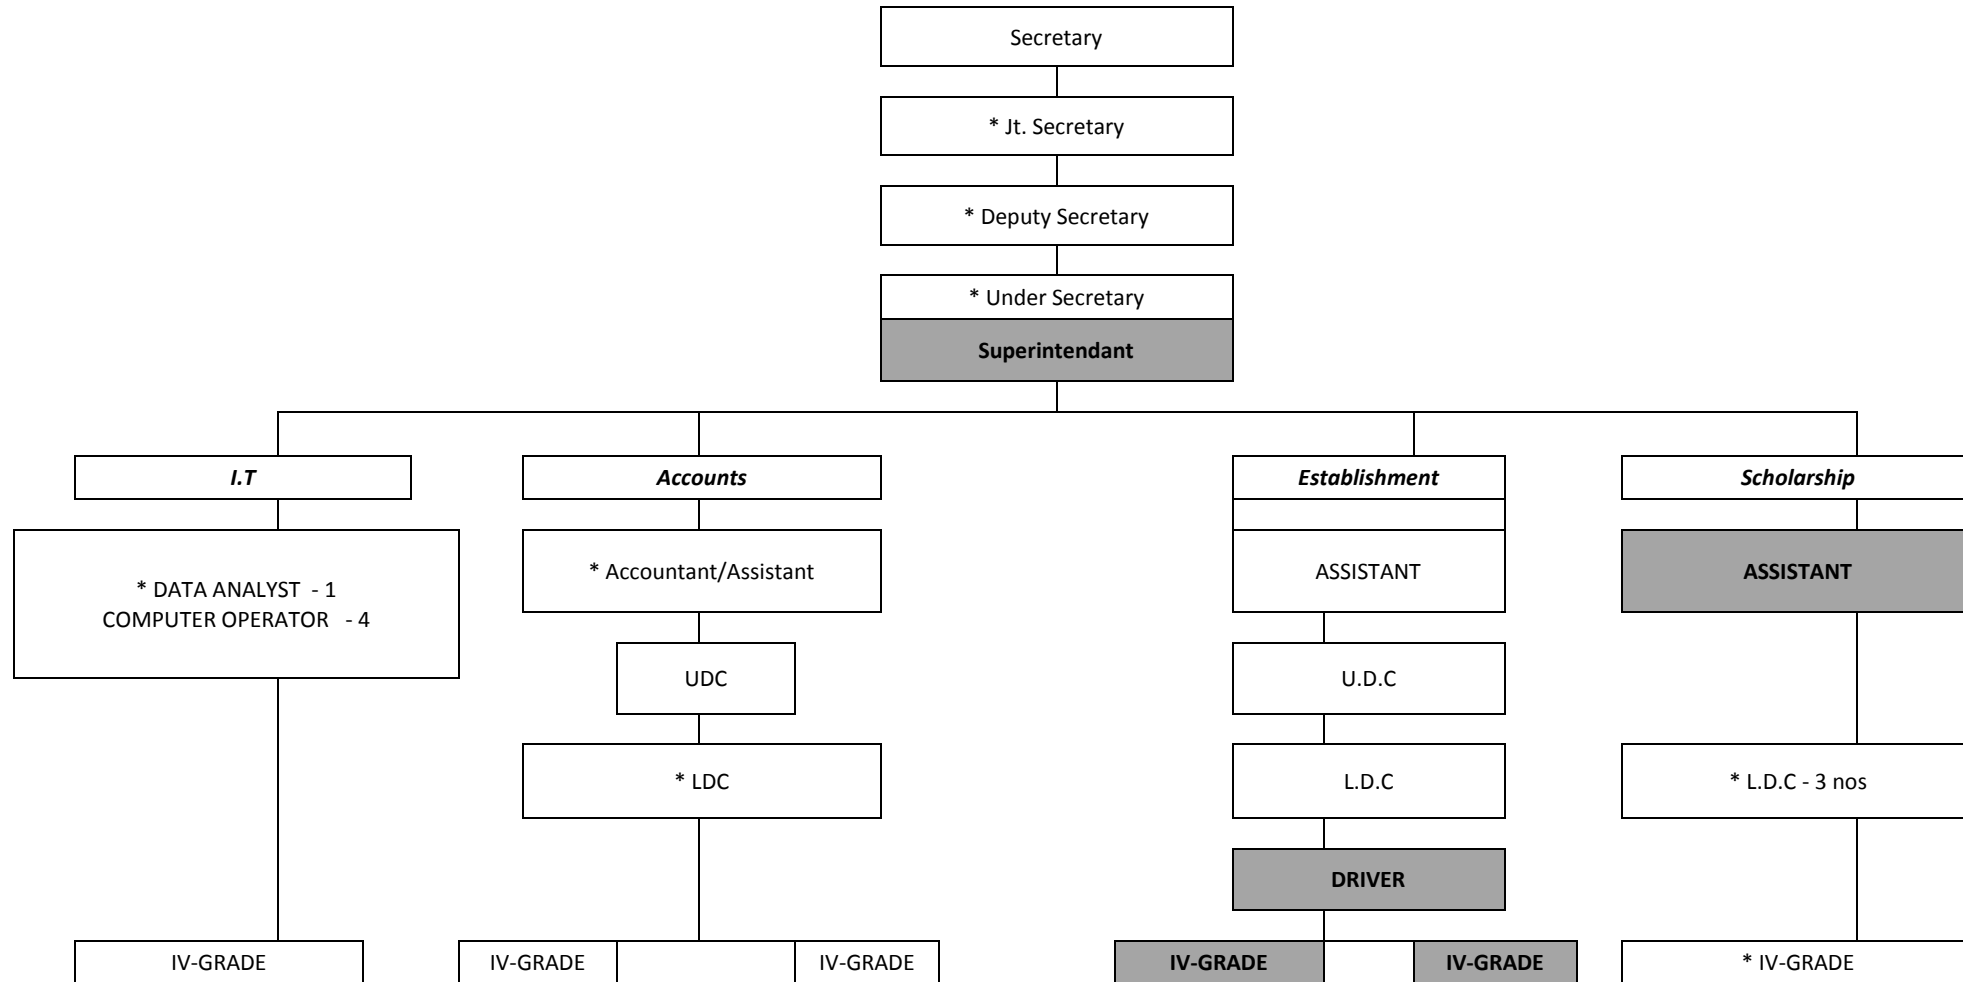 Secretary
* Jt. Secretary
* Deputy Secretary
* Under Secretary
Superintendant
I.T
Accounts
Establishment
Scholarship
* DATA ANALYST - 1
COMPUTER OPERATOR - 4
* Accountant/Assistant
ASSISTANT
ASSISTANT
UDC
U.D.C
* LDC
L.D.C
* L.D.C - 3 nos
DRIVER
IV-GRADE
IV-GRADE
IV-GRADE
IV-GRADE
IV-GRADE
* IV-GRADE